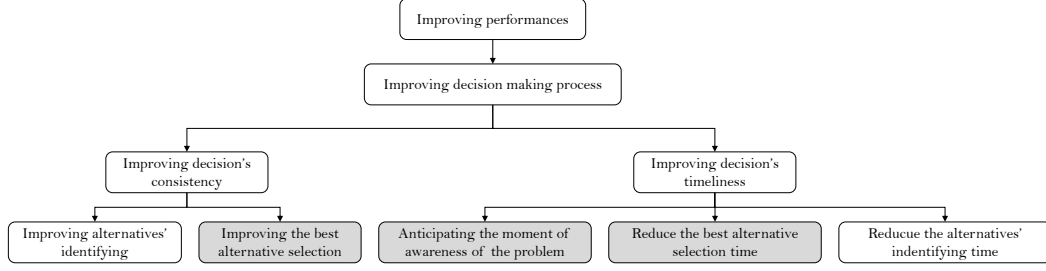 Improving performances
Improving decision making process
Improving decision's
consistency
Improving decision's
timeliness
Improving alternatives'
identifying
Improving the best
alternative selection
Anticipating the moment of
awareness of the problem
Reduce the best alternative
selection time
Reducue the alternatives'
indentifying time